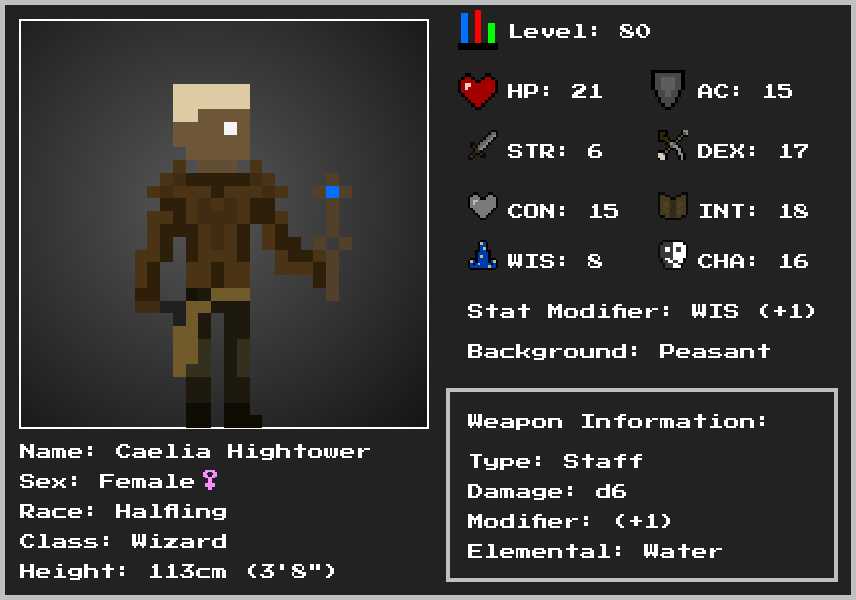 Level: 80
HP: 21
AC: 15
STR: 6
DEX: 17
CON: 15
INT: 18
WIS: 8
CHA: 16
Stat Modifier: WIS (+1)
Background: Peasant
Weapon Information:
Type: Staff
Damage: d6
Modifier: (+1)
Elemental: Water
Name: Caelia Hightower
Sex: Female♀
Race: Halfling
Class: Wizard
Height: 113cm (3'8")